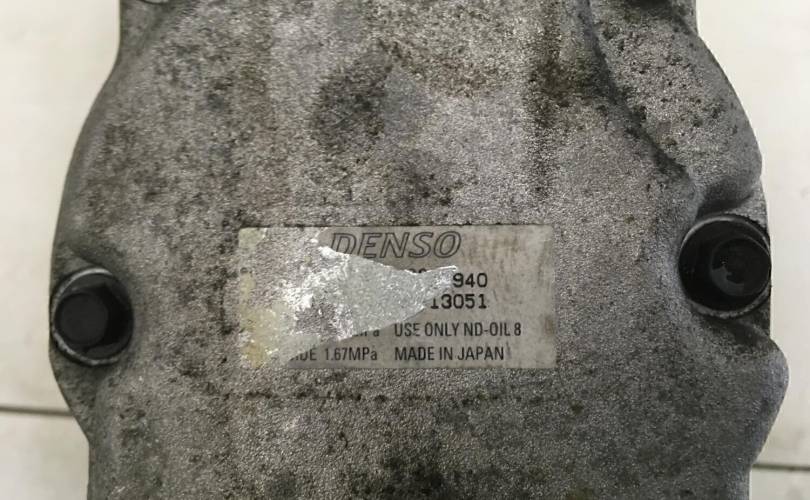 DENSO
940
13051
USE ONLY ND-OIL 8
1.67MPa MADE IN JAPAN